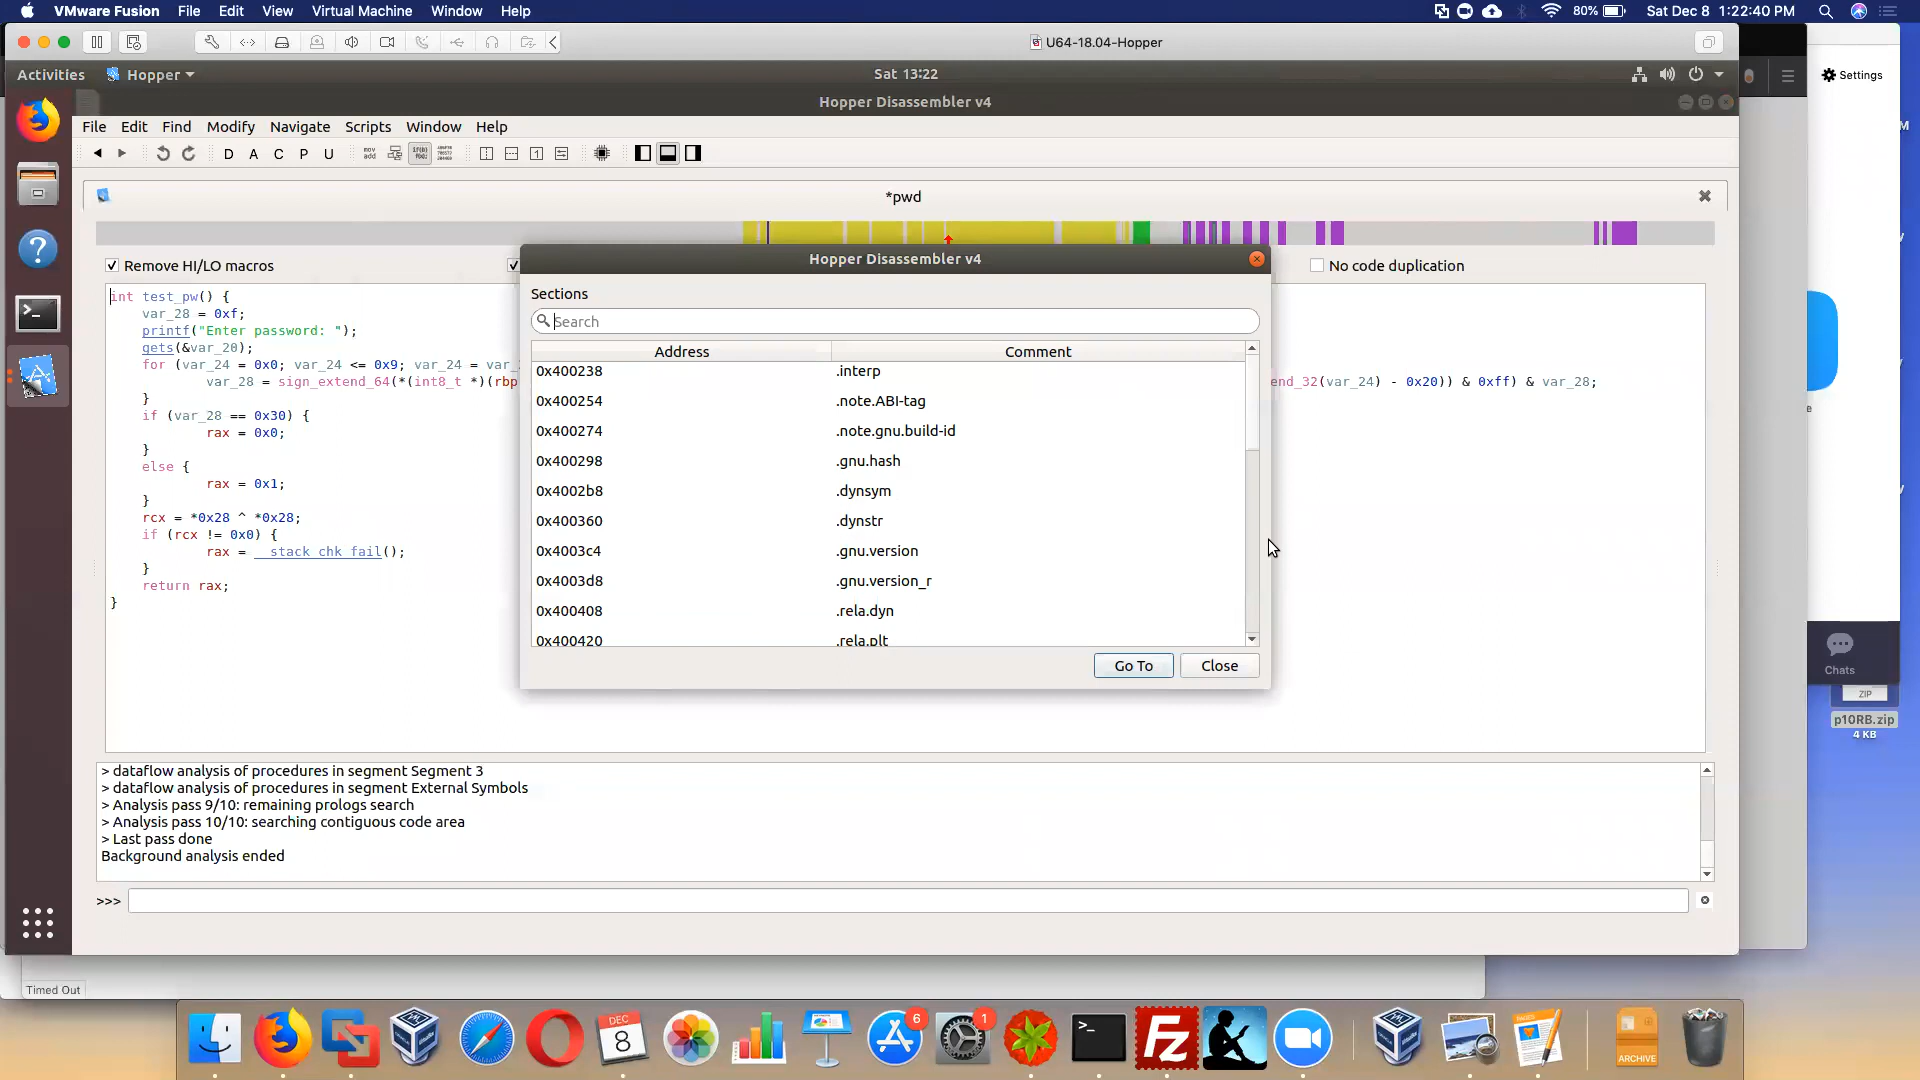 VMware Fusion File Edit View Virtual Machine Window Help 80% Sat Dec 8 1:22:40 PM
U64-18.04-Hopper
Activities Hopper Sat 13:22 Settings
Hopper Disassembler v4
File Edit Find Modify Navigate Scripts Window Help
D A C P U
*pwd
Remove HI/LO macros No code duplication
int test_pw() {
var_28 = 0xf;
printf("Enter password: ");
gets(&var_20);
for (var_24 = 0x0; var_24 <= 0x9; var_24 = var_
var_28 = sign_extend_64(*(int8_t *)(rbp end_32(var_24) - 0x20)) & 0xff) & var_28;
}
if (var_28 == 0x30) {
rax = 0x0;
}
else {
rax = 0x1;
}
rcx = *0x28 ^ *0x28;
if (rcx != 0x0) {
rax = __stack_chk_fail();
}
return rax;
}
Hopper Disassembler v4
Sections
Search
Address Comment
0x400238 .interp
0x400254 .note.ABI-tag
0x400274 .note.gnu.build-id
0x400298 .gnu.hash
0x4002b8 .dynsym
0x400360 .dynstr
0x4003c4 .gnu.version
0x4003d8 .gnu.version_r
0x400408 .rela.dyn
0x400420 .rela.plt
Go To Close
> dataflow analysis of procedures in segment Segment 3
> dataflow analysis of procedures in segment External Symbols
> Analysis pass 9/10: remaining prologs search
> Analysis pass 10/10: searching contiguous code area
> Last pass done
Background analysis ended
>>>
Chats
ZIP
p10RB.zip
4 KB
Timed Out
DEC
8
6
1
ARCHIVE